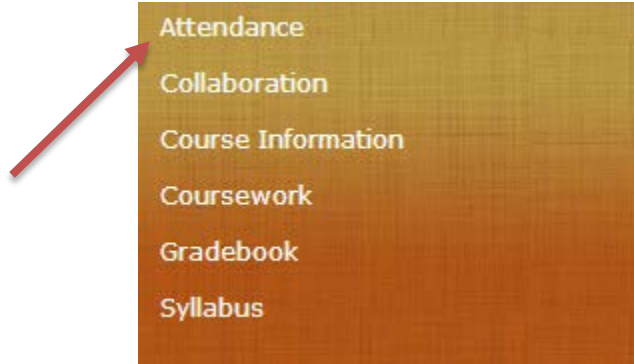 Attendance
Collaboration
Course Information
Coursework
Gradebook
Syllabus